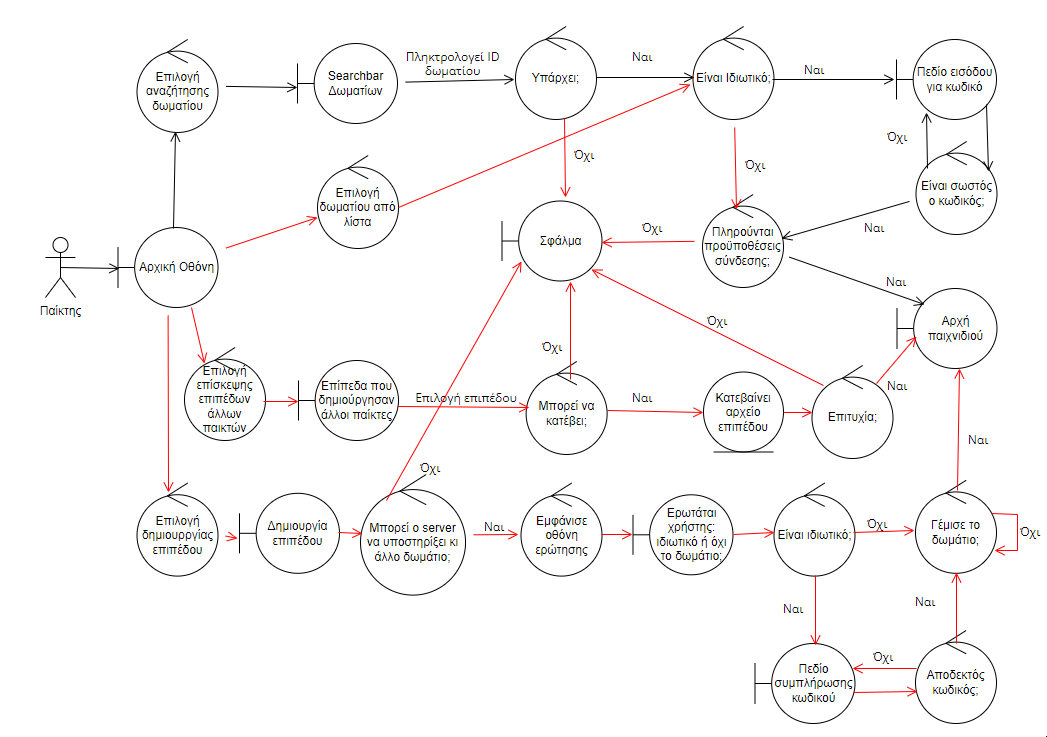 Επιλογή
αναζήτησης
δωματίου
Searchbar
Δωματίων
Πληκτρολογεί ID
δωματίου
Υπάρχει;
Ναι
Είναι Ιδιωτικό;
Ναι
Πεδίο εισόδου
για κωδικό
Όχι
Όχι
Όχι
Επιλογή
δωματίου από
λίστα
Είναι σωστός
ο κωδικός;
Ναι
Παίκτης
Αρχική Οθόνη
Σφάλμα
Όχι
Πληρούνται
προϋποθέσεις
σύνδεσης;
Ναι
Αρχή
παιχνιδιού
Όχι
Όχι
Επιλογή
επίσκεψης
επιπέδων
άλλων
παικτών
Επίπεδα που
δημιούργησαν
άλλοι παίκτες
Επιλογή επιπέδου
Μπορεί να
κατέβει;
Ναι
Κατεβαίνει
αρχείο
επιπέδου
Επιτυχία;
Ναι
Ναι
Όχι
Επιλογή
δημιουργίας
επιπέδου
Δημιουργία
επιπέδου
Μπορεί ο server
να υποστηρίξει κι
άλλο δωμάτιο;
Ναι
Εμφάνισε
οθόνη
ερώτησης
Ερωτάται
χρήστης:
ιδιωτικό ή όχι
το δωμάτιο;
Είναι ιδιωτικό;
Όχι
Γέμισε το
δωμάτιο;
Όχι
Ναι
Ναι
Πεδίο
συμπλήρωσης
κωδικού
Όχι
Αποδεκτός
κωδικός;